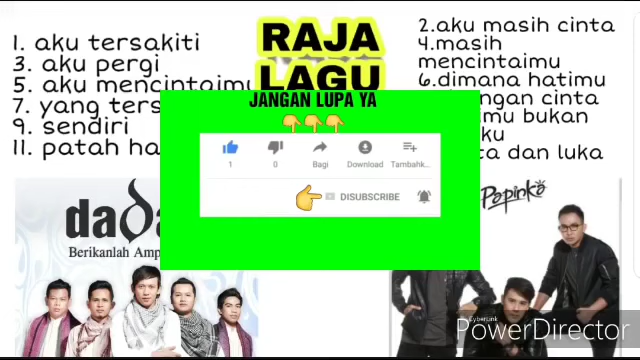 RAJA
LAGU
1. aku tersakiti
3. aku pergi
5. aku mencintaimu
7. yang ters
9. sendiri
11. patah ha
2.aku masih cinta
4.masih
mencintaimu
6.dimana hatimu
ngan cinta
mu bukan
ku
ta dan luka
JANGAN LUPA YA
1
0
Bagi
Download
Tambahk...
DISUBSCRIBE
dada
Berikanlah Amp
Papinka
CyberLink
PowerDirector